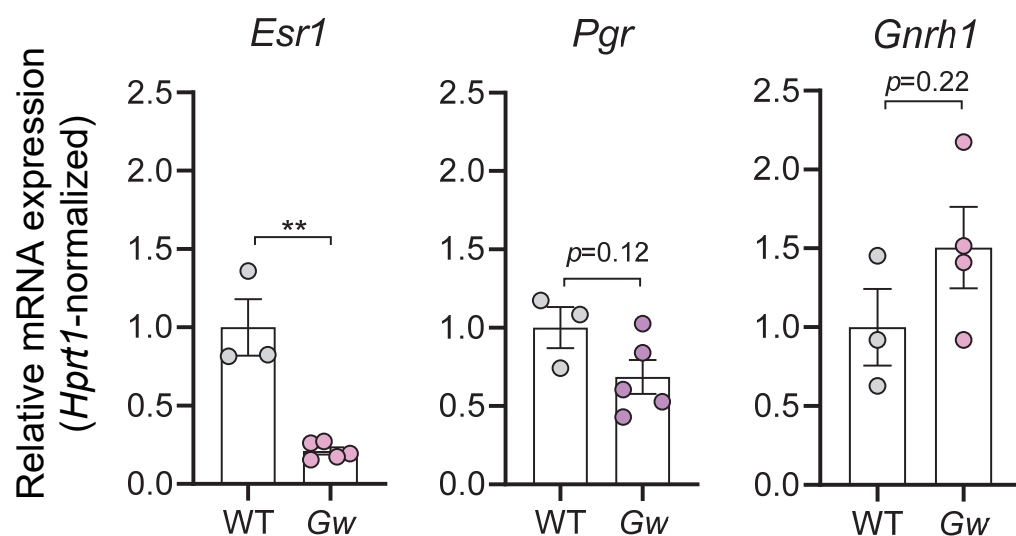 Relative mRNA expression
(Hprt1-normalized)
Esr1
2.5
2.0
1.5
1.0
0.5
0.0
**
WT Gw
Pgr
2.5
2.0
1.5
1.0
0.5
0.0
p=0.12
WT Gw
Gnrh1
2.5
2.0
1.5
1.0
0.5
0.0
p=0.22
WT Gw